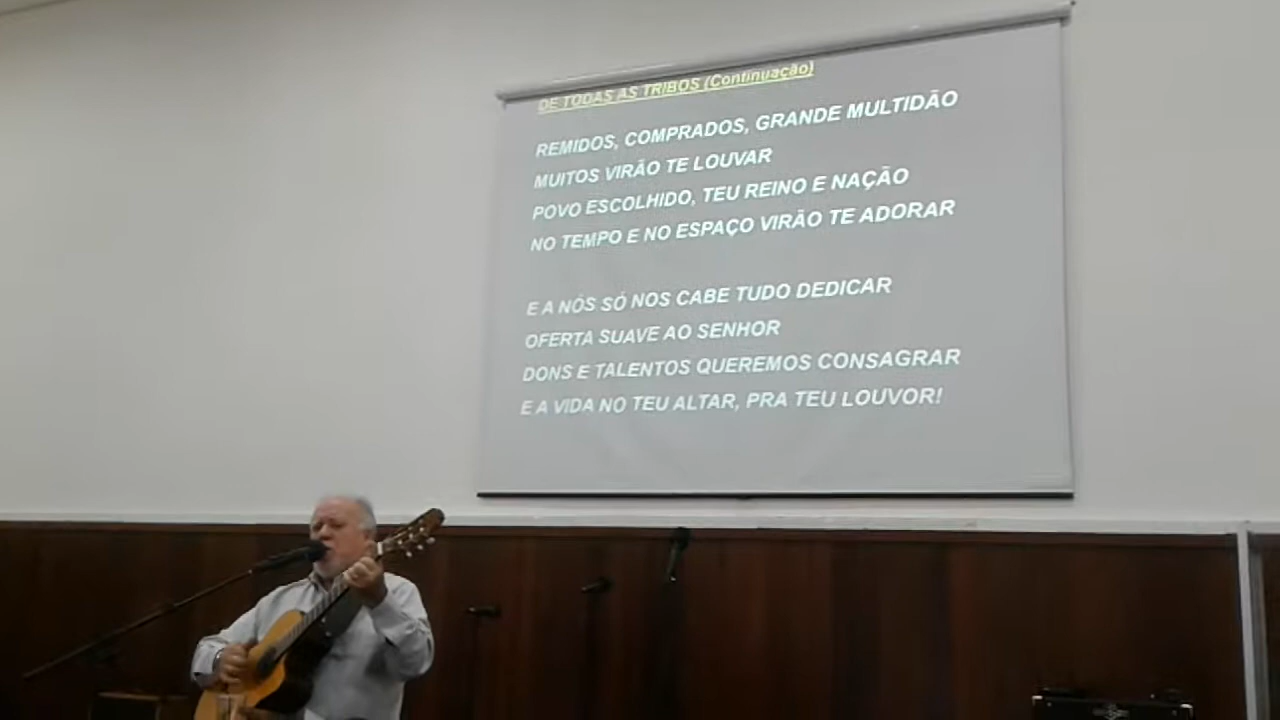 DE TODAS AS TRIBOS (Continuação)
REMIDOS, COMPRADOS, GRANDE MULTIDÃO
MUITOS VIRÃO TE LOUVAR
POVO ESCOLHIDO, TEU REINO E NAÇÃO
NO TEMPO E NO ESPAÇO VIRÃO TE ADORAR
E A NÓS SÓ NOS CABE TUDO DEDICAR
OFERTA SUAVE AO SENHOR
DONS E TALENTOS QUEREMOS CONSAGRAR
E A VIDA NO TEU ALTAR, PRA TEU LOUVOR!